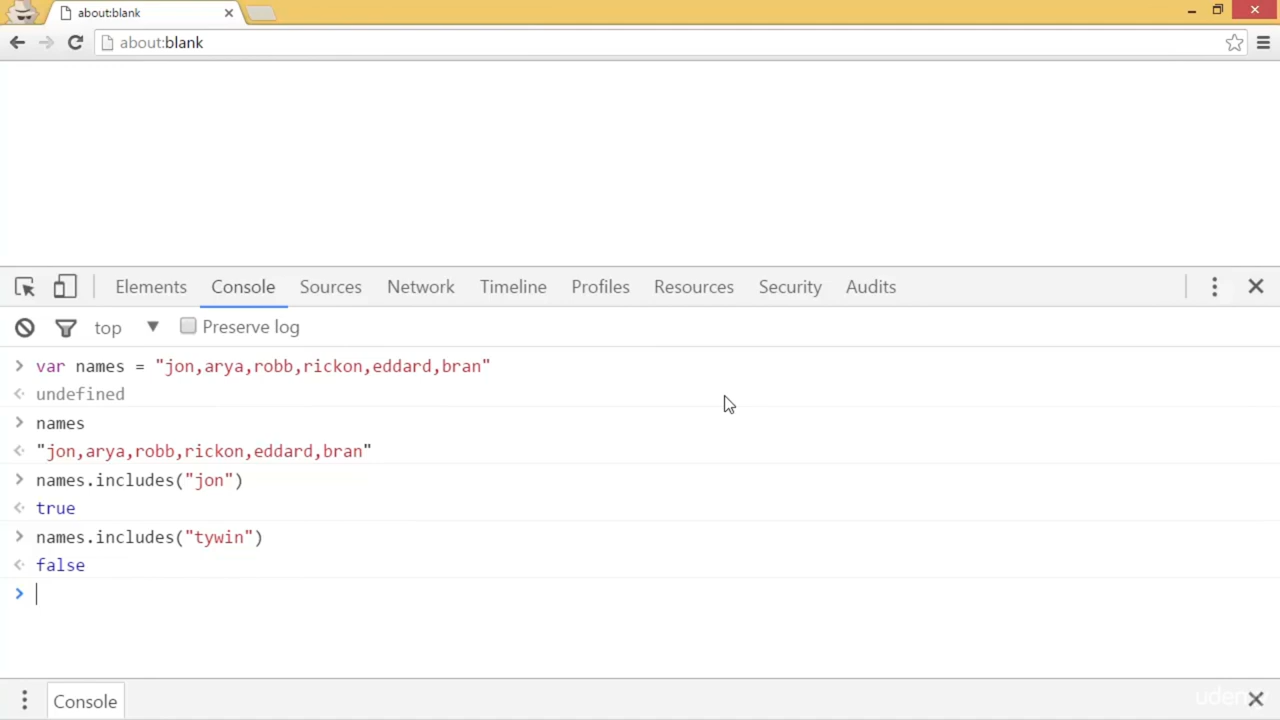 about:blank
about:blank
Elements Console Sources Network Timeline Profiles Resources Security Audits
top Preserve log
var names = "jon,arya,robb,rickon,eddard,bran"
undefined
names
"jon,arya,robb,rickon,eddard,bran"
names.includes("jon")
true
names.includes("tywin")
false
Console
udemy